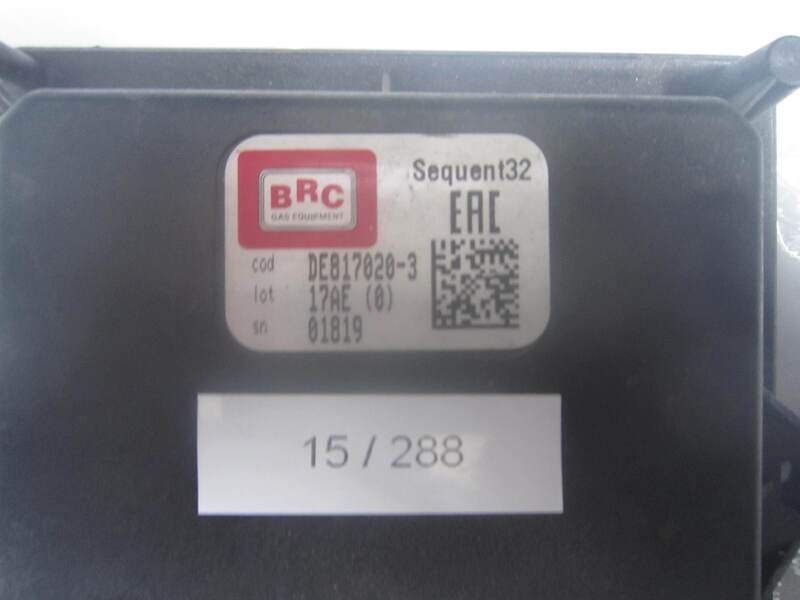 BRC
GAS EQUIPMENT
Sequent32
EAC
cod DE817020-3
lot 17AE (0)
sn 01819
15 / 288